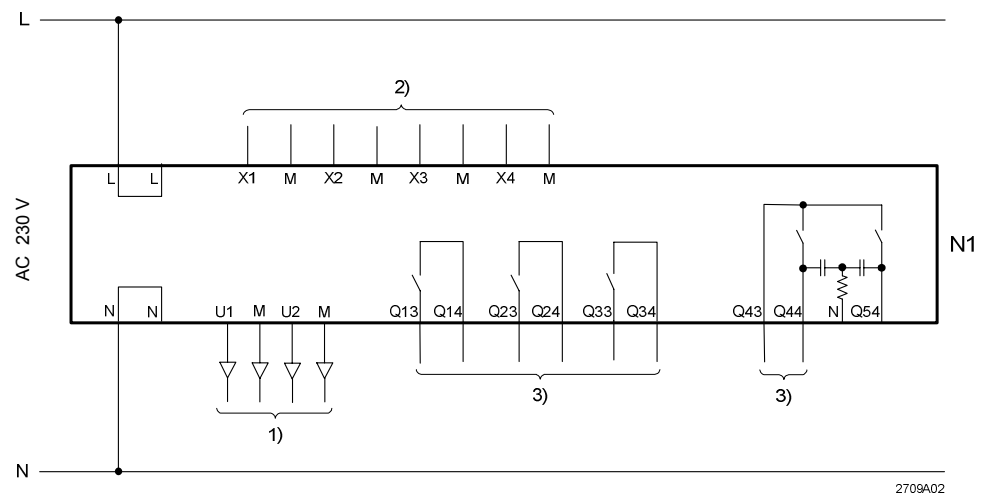 L
2)
L L X1 M X2 M X3 M X4 M
AC 230 V
N1
N N U1 M U2 M Q13 Q14 Q23 Q24 Q33 Q34 Q43 Q44 N Q54
3) 3)
1)
N
2709A02